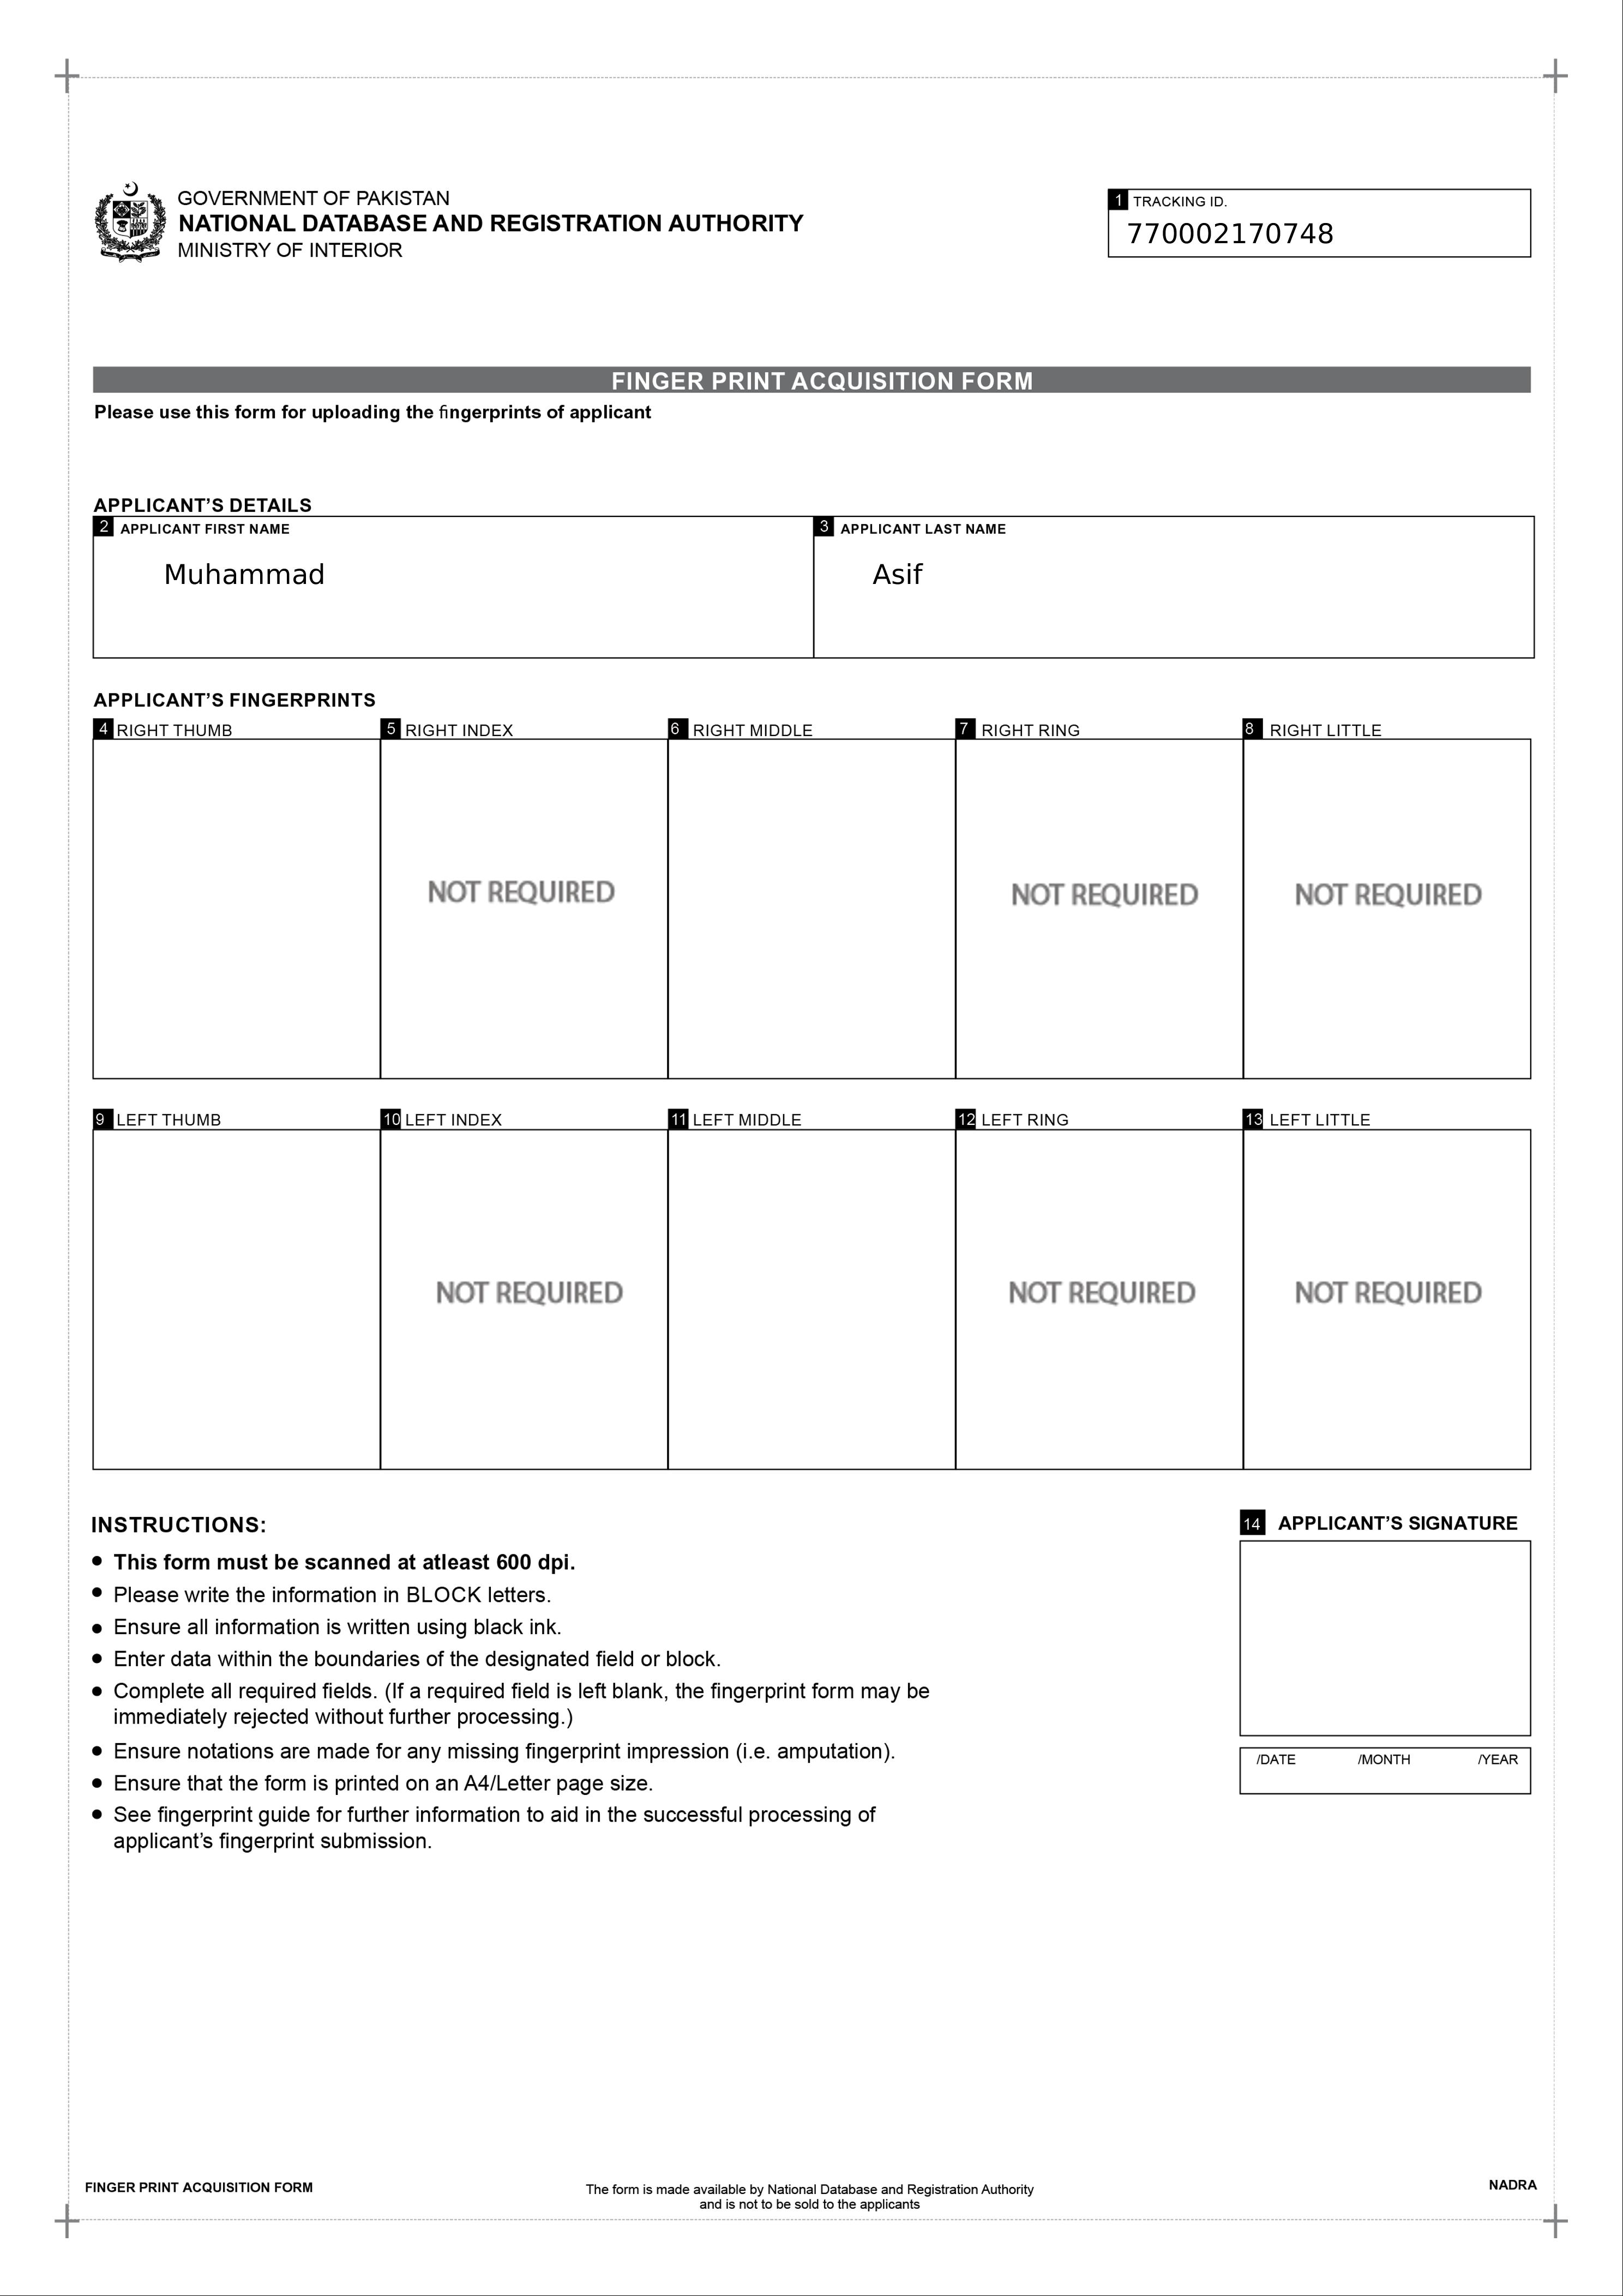 GOVERNMENT OF PAKISTAN
NATIONAL DATABASE AND REGISTRATION AUTHORITY
MINISTRY OF INTERIOR
1 TRACKING ID.
770002170748
FINGER PRINT ACQUISITION FORM
Please use this form for uploading the fingerprints of applicant
APPLICANT’S DETAILS
2 APPLICANT FIRST NAME
Muhammad
3 APPLICANT LAST NAME
Asif
APPLICANT’S FINGERPRINTS
4 RIGHT THUMB
5 RIGHT INDEX
6 RIGHT MIDDLE
7 RIGHT RING
8 RIGHT LITTLE
NOT REQUIRED
NOT REQUIRED
NOT REQUIRED
9 LEFT THUMB
10 LEFT INDEX
11 LEFT MIDDLE
12 LEFT RING
13 LEFT LITTLE
NOT REQUIRED
NOT REQUIRED
NOT REQUIRED
INSTRUCTIONS:
● This form must be scanned at atleast 600 dpi.
● Please write the information in BLOCK letters.
● Ensure all information is written using black ink.
● Enter data within the boundaries of the designated field or block.
● Complete all required fields. (If a required field is left blank, the fingerprint form may be
immediately rejected without further processing.)
● Ensure notations are made for any missing fingerprint impression (i.e. amputation).
● Ensure that the form is printed on an A4/Letter page size.
● See fingerprint guide for further information to aid in the successful processing of
applicant’s fingerprint submission.
14 APPLICANT’S SIGNATURE
/DATE /MONTH /YEAR
FINGER PRINT ACQUISITION FORM
The form is made available by National Database and Registration Authority
and is not to be sold to the applicants
NADRA